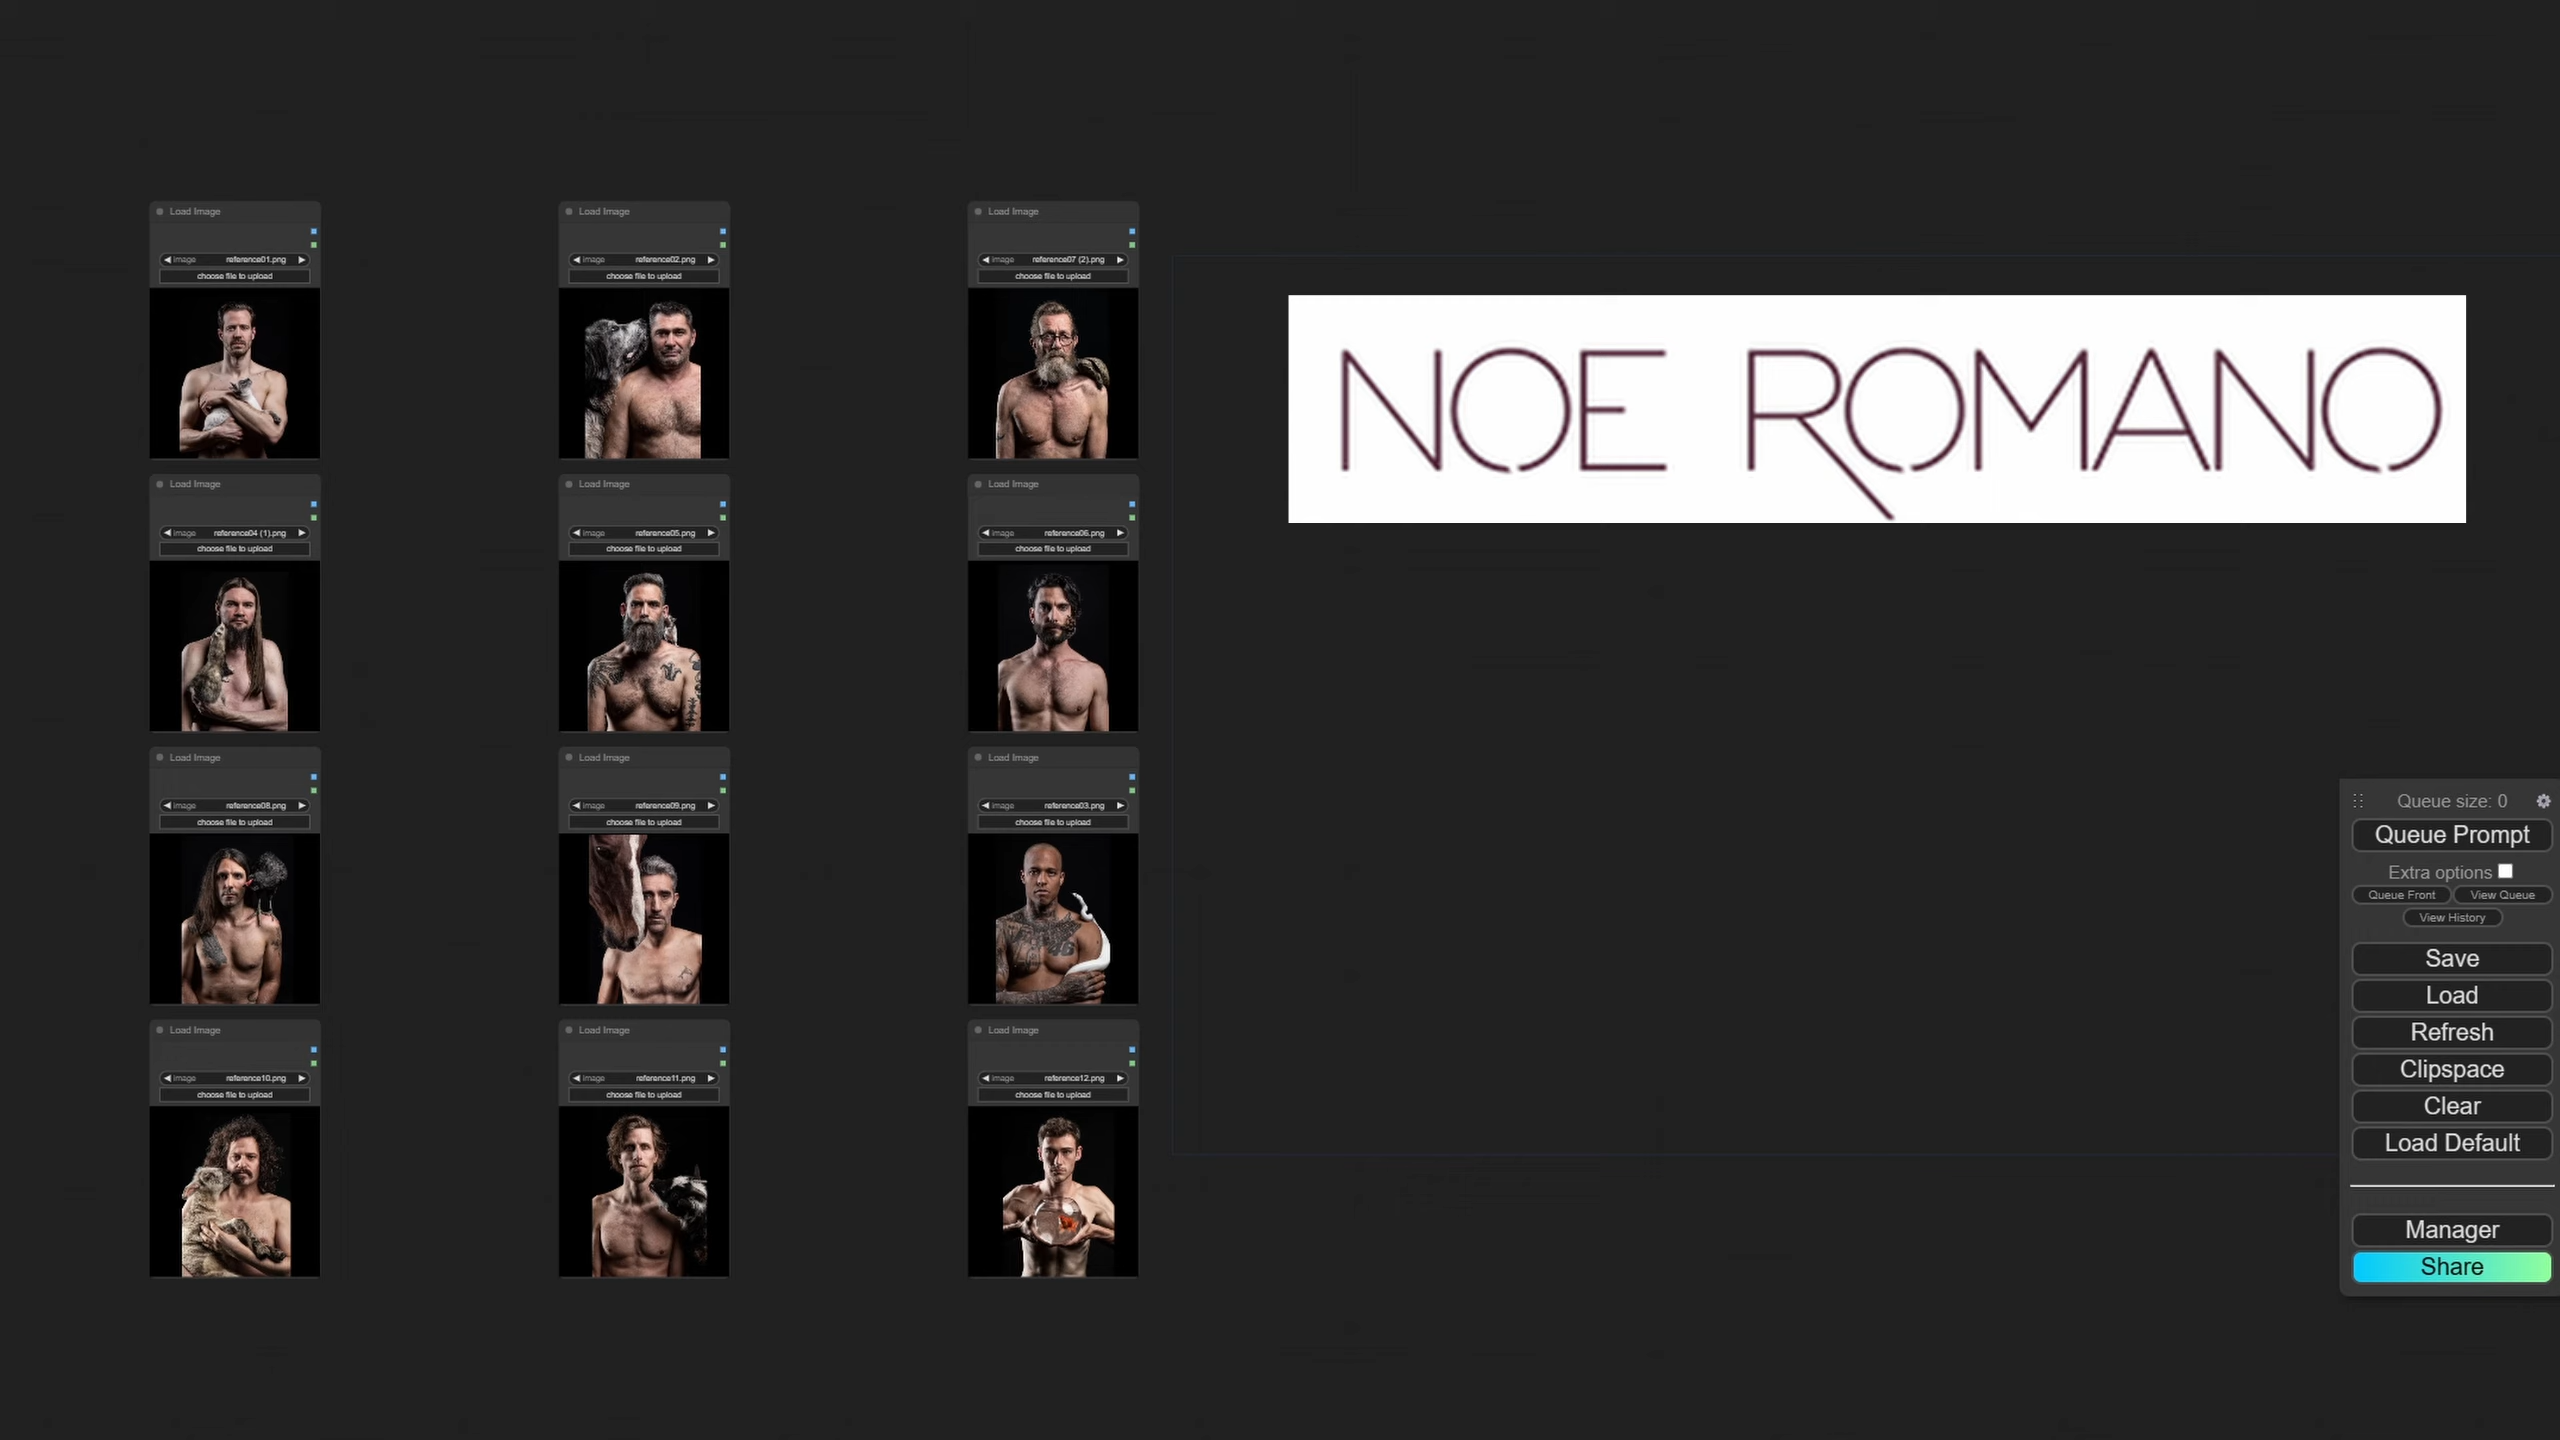 Load Image
image reference01.png
choose file to upload
Load Image
image reference02.png
choose file to upload
Load Image
image reference07 (2).png
choose file to upload
NOE ROMANO
Load Image
image reference04 (1).png
choose file to upload
Load Image
image reference05.png
choose file to upload
Load Image
image reference06.png
choose file to upload
Load Image
image reference08.png
choose file to upload
Load Image
image reference09.png
choose file to upload
Load Image
image reference03.png
choose file to upload
Load Image
image reference10.png
choose file to upload
Load Image
image reference11.png
choose file to upload
Load Image
image reference12.png
choose file to upload
Queue size: 0
Queue Prompt
Extra options
Queue Front View Queue
View History
Save
Load
Refresh
Clipspace
Clear
Load Default
Manager
Share